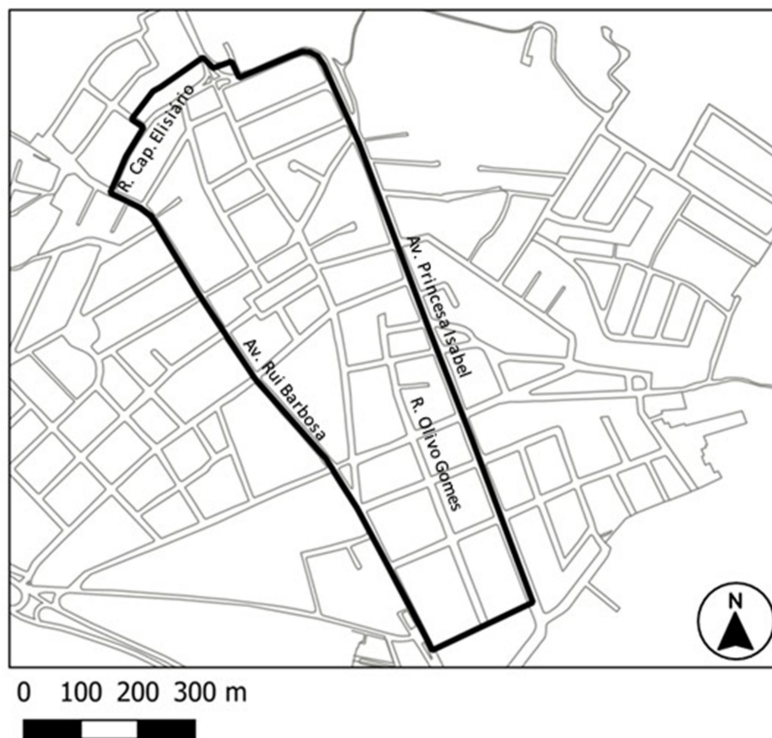 R. Cap. Elisiário
Av. Princesa Isabel
Av. Rui Barbosa
R. Olivo Gomes
N
0 100 200 300 m